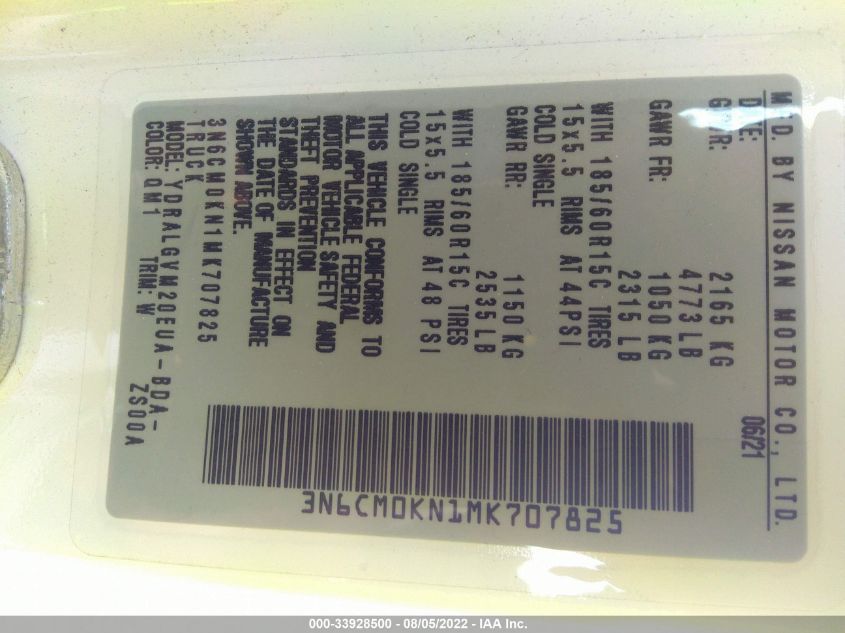 M'D. BY NISSAN MOTOR CO., LTD.
DATE: 06/21
GVWR: 2165 KG
4773 LB
GAWR FR: 1050 KG
2315 LB
WITH 185/60R15C TIRES
15x5.5 RIMS AT 44PSI
COLD SINGLE
GAWR RR: 1150 KG
2535 LB
WITH 185/60R15C TIRES
15x5.5 RIMS AT 48 PSI
COLD SINGLE
THIS VEHICLE CONFORMS TO
ALL APPLICABLE FEDERAL
MOTOR VEHICLE SAFETY AND
THEFT PREVENTION
STANDARDS IN EFFECT ON
THE DATE OF MANUFACTURE
SHOWN ABOVE.
3N6CM0KN1MK707825
TRUCK
MODEL: YDRALGVM20EUA-BDA-
ZS00A
COLOR: QM1 TRIM: W
3N6CM0KN1MK707825
000-33928500 - 08/05/2022 - IAA Inc.